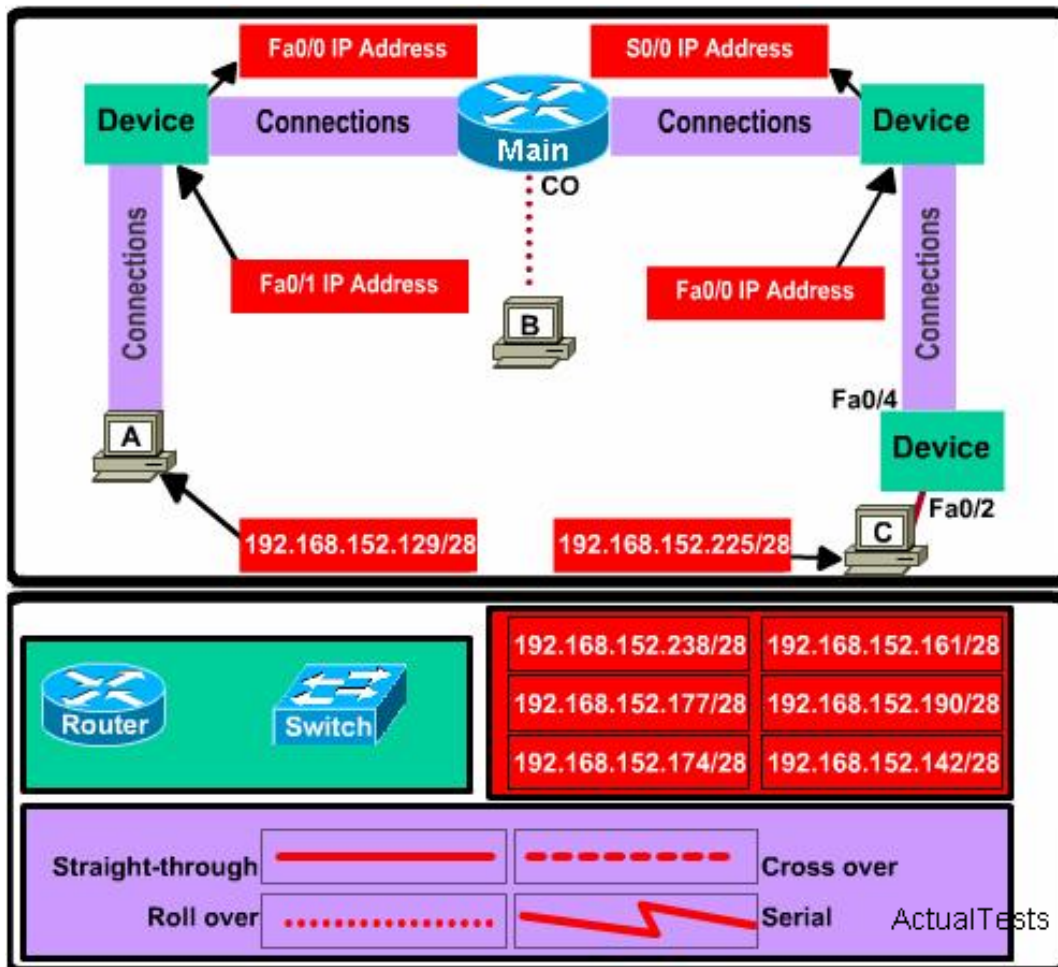 Fa0/0 IP Address
S0/0 IP Address
Device
Connections
Main
Connections
Device
CO
Connections
Fa0/1 IP Address
Fa0/0 IP Address
Connections
B
Fa0/4
A
Device
Fa0/2
192.168.152.129/28
192.168.152.225/28
C
Router
Switch
192.168.152.238/28
192.168.152.161/28
192.168.152.177/28
192.168.152.190/28
192.168.152.174/28
192.168.152.142/28
Straight-through
Cross over
Roll over
Serial
ActualTests